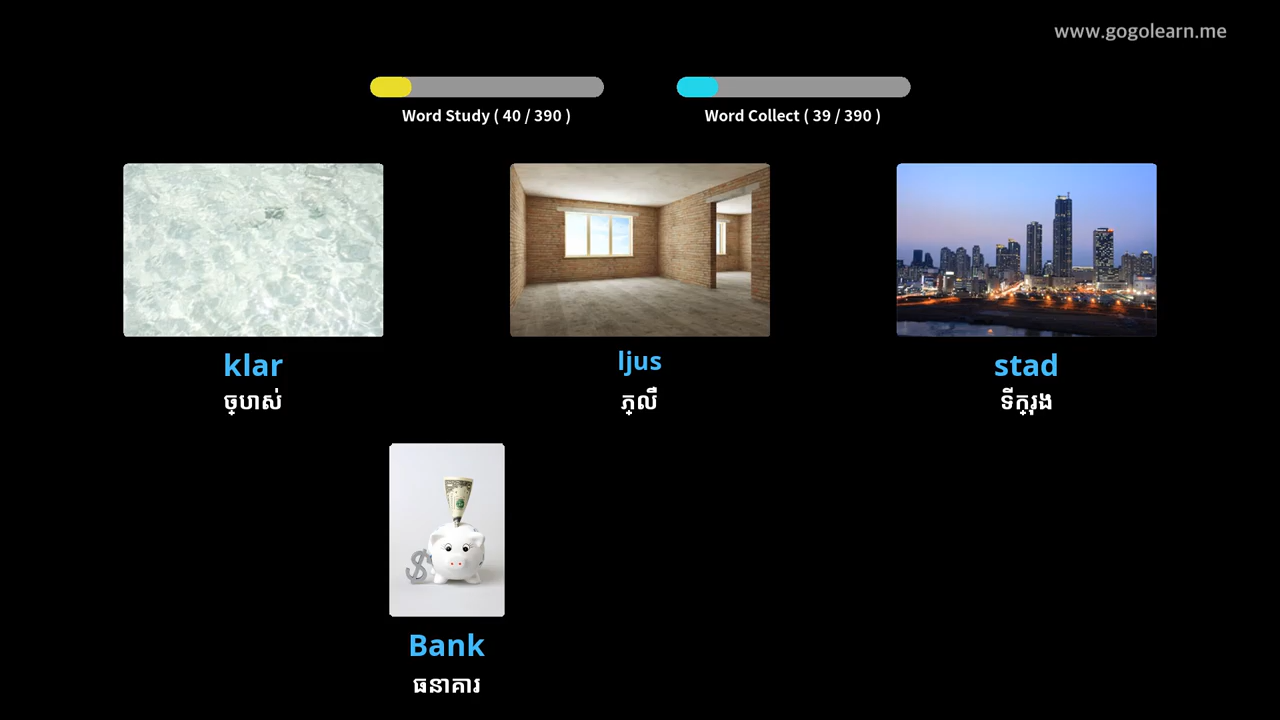 www.gogolearn.me
Word Study ( 40 / 390 )
Word Collect ( 39 / 390 )
klar
ច្បាស់
ljus
ភ្លឺ
stad
ទីក្រុង
Bank
ធនាគារ